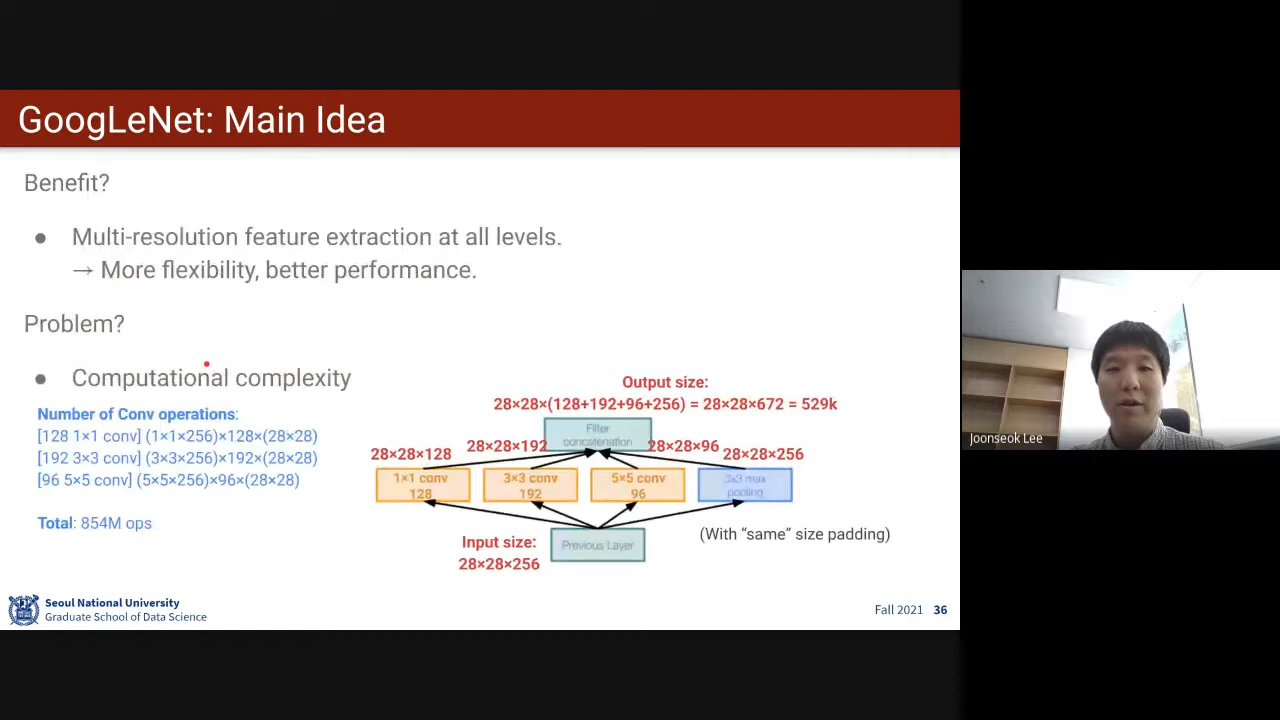 GoogLeNet: Main Idea
Benefit?
● Multi-resolution feature extraction at all levels.
→ More flexibility, better performance.
Problem?
● Computational complexity
Number of Conv operations:
[128 1×1 conv] (1×1×256)×128×(28×28)
[192 3×3 conv] (3×3×256)×192×(28×28)
[96 5×5 conv] (5×5×256)×96×(28×28)
Total: 854M ops
Output size:
28×28×(128+192+96+256) = 28×28×672 = 529k
Filter
concatenation
28×28×128
28×28×192
28×28×96
28×28×256
1×1 conv
128
3×3 conv
192
5×5 conv
96
3x3 max
pooling
(With “same” size padding)
Input size:
28×28×256
Previous Layer
Seoul National University
Graduate School of Data Science
Fall 2021 36
Joonseok Lee